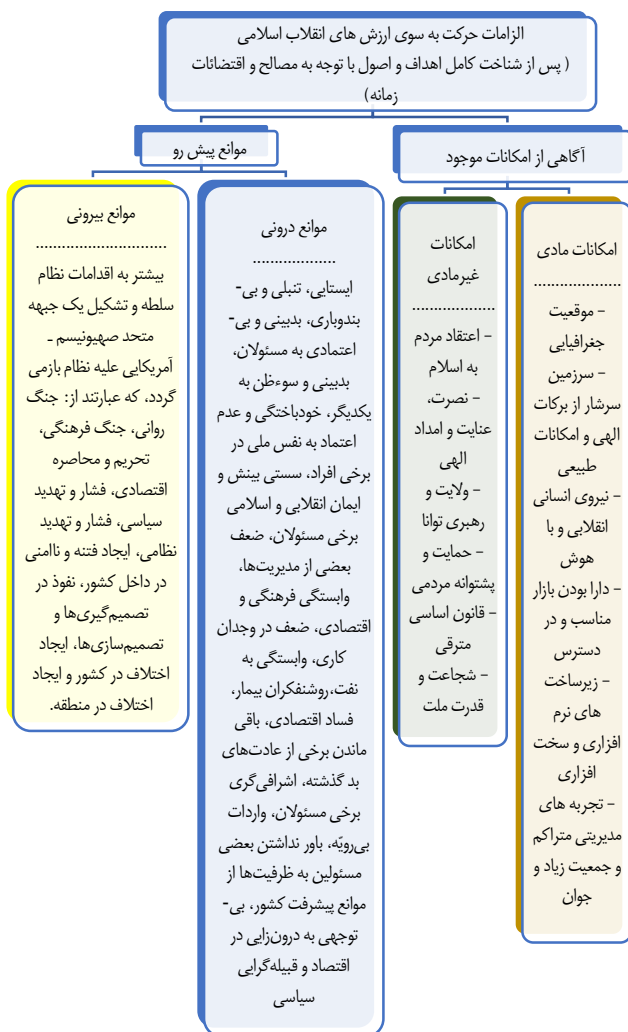 الزامات حرکت به سوی ارزش های انقلاب اسلامی
( پس از شناخت کامل اهداف و اصول با توجه به مصالح و اقتضائات
زمانه)
آگاهی از امکانات موجود
موانع پیش رو
امکانات مادی
...................
- موقعیت
جغرافیایی
- سرزمین
سرشار از برکات
الهی و امکانات
طبیعی
- نیروی انسانی
انقلابی و با
هوش
- دارا بودن بازار
مناسب و در
دسترس
- زیرساخت
های نرم
افزاری و سخت
افزاری
- تجربه های
مدیریتی متراکم
و جمعیت زیاد و
جوان
امکانات
غیرمادی
..................
- اعتقاد مردم
به اسلام
- نصرت،
عنایت و امداد
الهی
- ولایت و
رهبری توانا
- حمایت و
پشتوانه مردمی
- قانون اساسی
مترقی
- شجاعت و
قدرت ملت
موانع درونی
..................
ایستایی، تنبلی و بی-
بندوباری، بدبینی و بی-
اعتمادی به مسئولان،
بدبینی و سوءظن به
یکدیگر، خودباختگی و عدم
اعتماد به نفس ملی در
برخی افراد، سستی بینش و
ایمان انقلابی و اسلامی
برخی مسئولان، ضعف
بعضی از مدیریت‌ها،
وابستگی فرهنگی و
اقتصادی، ضعف در وجدان
کاری، وابستگی به
نفت،روشنفکران بیمار،
فساد اقتصادی، باقی
ماندن برخی از عادت‌های
بد گذشته، اشرافی‌گری
برخی مسئولان، واردات
بی‌رویّه، باور نداشتن بعضی
مسئولین به ظرفیت‌ها از
موانع پیشرفت کشور، بی-
توجهی به درون‌زایی در
اقتصاد و قبیله‌گرایی
سیاسی
موانع بیرونی
............................
بیشتر به اقدامات نظام
سلطه و تشکیل یک جبهه
متحد صهیونیسم ـ
آمریکایی علیه نظام بازمی
گردد، که عبارتند از: جنگ
روانی، جنگ فرهنگی،
تحریم و محاصره
اقتصادی، فشار و تهدید
سیاسی، فشار و تهدید
نظامی، ایجاد فتنه و ناامنی
در داخل کشور، نفوذ در
تصمیم‌گیری‌ها و
تصمیم‌سازی‌ها، ایجاد
اختلاف در کشور و ایجاد
اختلاف در منطقه.